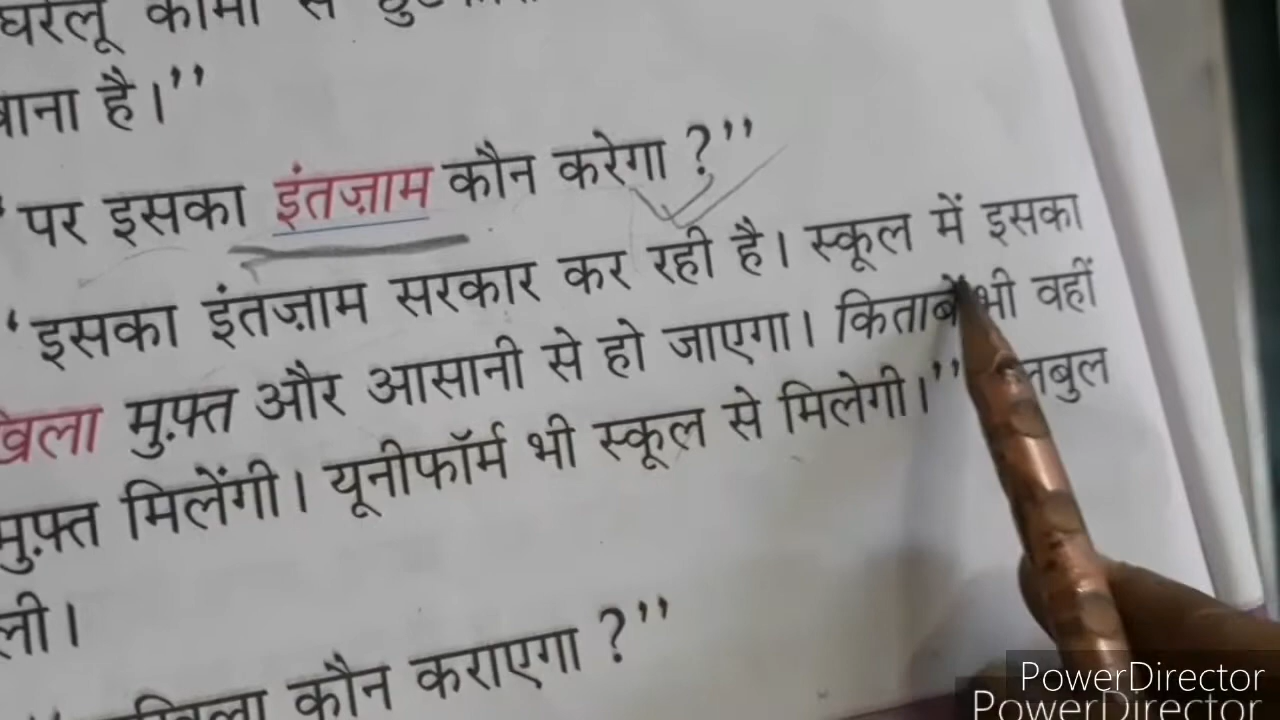 घरेलू कामों से
है।”
पर इसका इंतज़ाम कौन करेगा ?”
‘इसका इंतज़ाम सरकार कर रही है। स्कूल में इसका
मुफ़्त और आसानी से हो जाएगा। किताबें भी वहीं
मुफ़्त मिलेंगी। यूनीफॉर्म भी स्कूल से मिलेगी।”
कौन कराएगा ?”
PowerDirector
PowerDirector